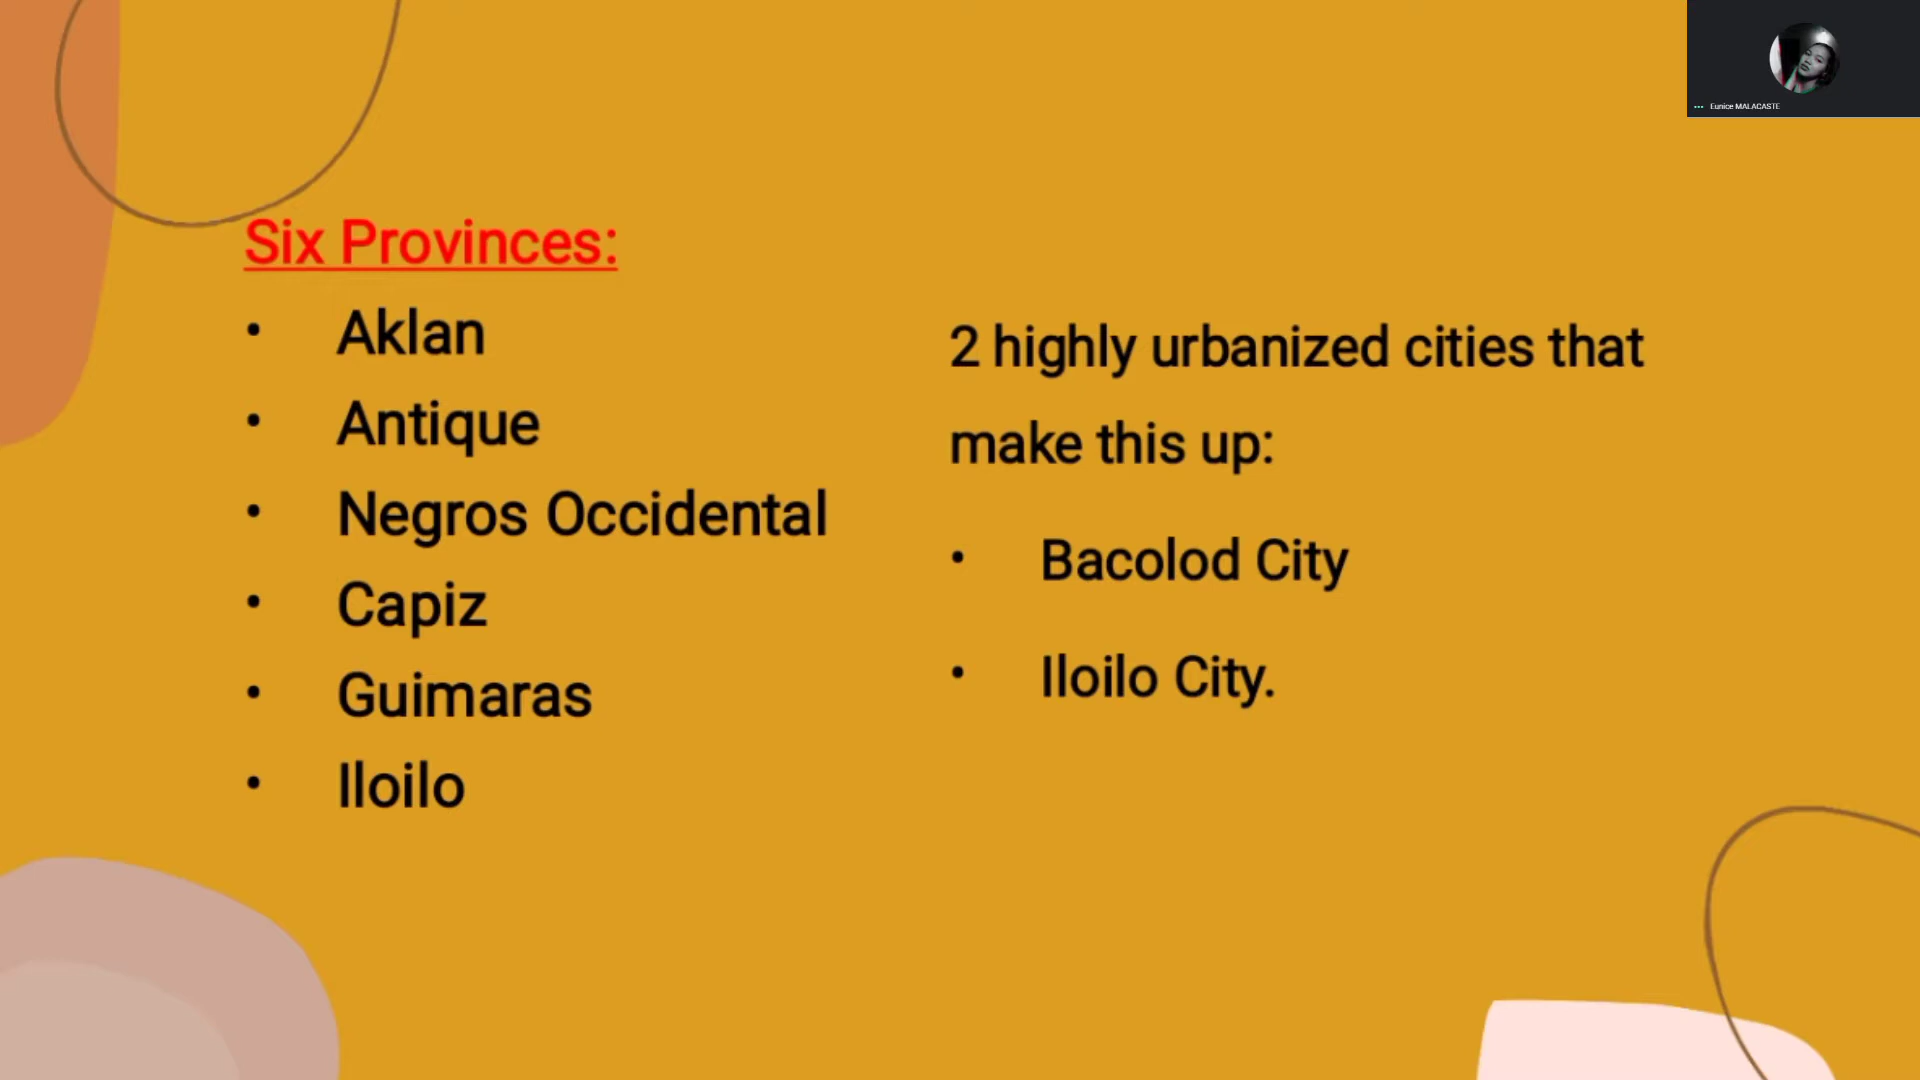 Eunice MALACASTE
Six Provinces:
• Aklan
• Antique
• Negros Occidental
• Capiz
• Guimaras
• Iloilo
2 highly urbanized cities that
make this up:
• Bacolod City
• Iloilo City.